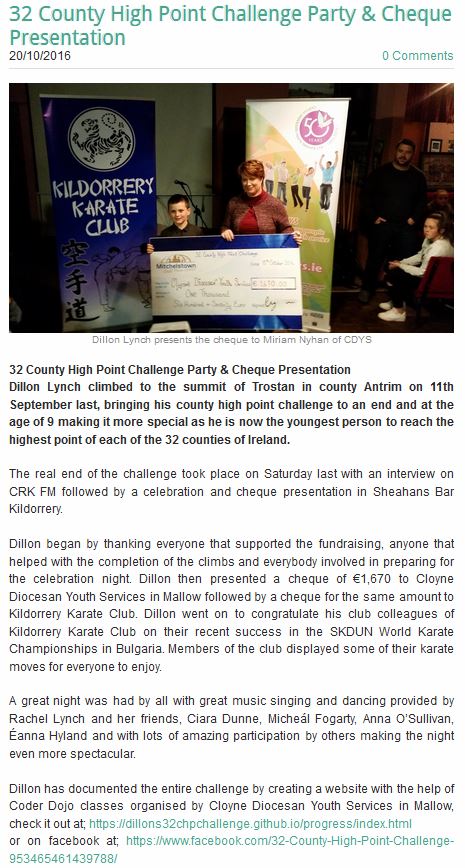 32 County High Point Challenge Party & Cheque
Presentation
20/10/2016
0 Comments
KILDORRERY
KARATE
CLUB
空
手
道
50
YEARS
32 County High Point Challenge
Mitchelstown
One Thousand
Six Hundred + Seventy Euro
€1670.00
s.ie
Dillon Lynch presents the cheque to Miriam Nyhan of CDYS
32 County High Point Challenge Party & Cheque Presentation
Dillon Lynch climbed to the summit of Trostan in county Antrim on 11th
September last, bringing his county high point challenge to an end and at the
age of 9 making it more special as he is now the youngest person to reach the
highest point of each of the 32 counties of Ireland.
The real end of the challenge took place on Saturday last with an interview on
CRK FM followed by a celebration and cheque presentation in Sheahans Bar
Kildorrery.
Dillon began by thanking everyone that supported the fundraising, anyone that
helped with the completion of the climbs and everybody involved in preparing for
the celebration night. Dillon then presented a cheque of €1,670 to Cloyne
Diocesan Youth Services in Mallow followed by a cheque for the same amount to
Kildorrery Karate Club. Dillon went on to congratulate his club colleagues of
Kildorrery Karate Club on their recent success in the SKDUN World Karate
Championships in Bulgaria. Members of the club displayed some of their karate
moves for everyone to enjoy.
A great night was had by all with great music singing and dancing provided by
Rachel Lynch and her friends, Ciara Dunne, Micheál Fogarty, Anna O'Sullivan,
Éanna Hyland and with lots of amazing participation by others making the night
even more spectacular.
Dillon has documented the entire challenge by creating a website with the help of
Coder Dojo classes organised by Cloyne Diocesan Youth Services in Mallow,
check it out at; https://dillons32chpchallenge.github.io/progress/index.html
or on facebook at; https://www.facebook.com/32-County-High-Point-Challenge-
953465461439788/